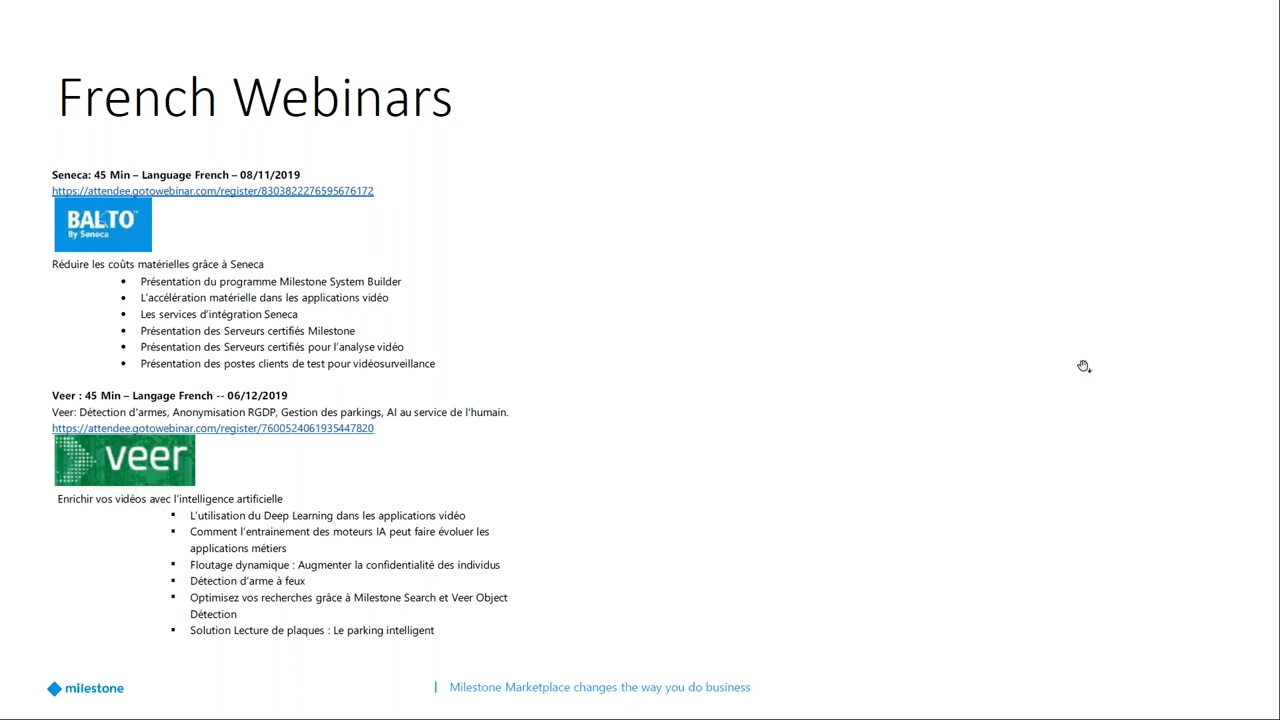 French Webinars
Seneca: 45 Min – Language French – 08/11/2019
https://attendee.gotowebinar.com/register/8303822276595676172
BALTO™
By Seneca
Réduire les coûts matérielles grâce à Seneca
• Présentation du programme Milestone System Builder
• L’accélération matérielle dans les applications vidéo
• Les services d’intégration Seneca
• Présentation des Serveurs certifiés Milestone
• Présentation des Serveurs certifiés pour l’analyse vidéo
• Présentation des postes clients de test pour vidéosurveillance
Veer : 45 Min – Langage French -- 06/12/2019
Veer: Détection d’armes, Anonymisation RGDP, Gestion des parkings, AI au service de l’humain.
https://attendee.gotowebinar.com/register/7600524061935447820
veer
Enrichir vos vidéos avec l’intelligence artificielle
▪ L’utilisation du Deep Learning dans les applications vidéo
▪ Comment l’entrainement des moteurs IA peut faire évoluer les
applications métiers
▪ Floutage dynamique : Augmenter la confidentialité des individus
▪ Détection d’arme à feux
▪ Optimisez vos recherches grâce à Milestone Search et Veer Object
Détection
▪ Solution Lecture de plaques : Le parking intelligent
milestone
| Milestone Marketplace changes the way you do business